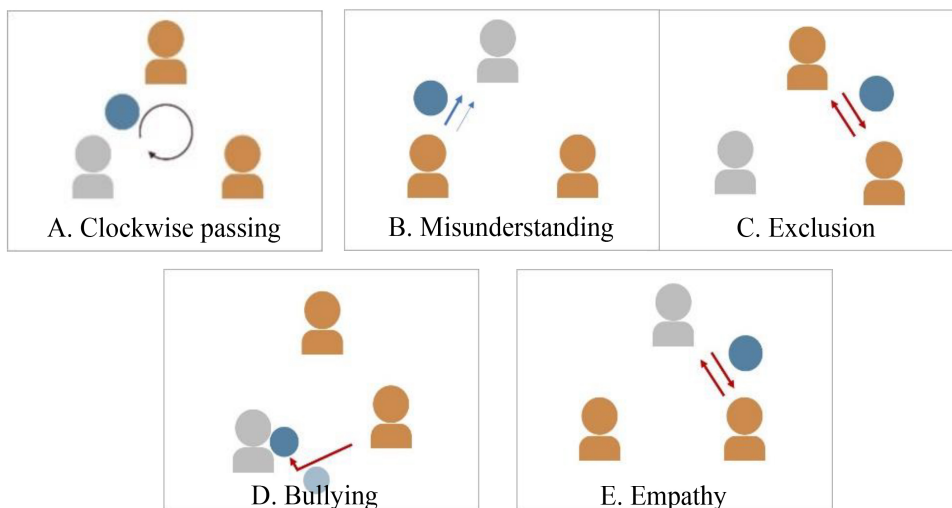 A. Clockwise passing
B. Misunderstanding
C. Exclusion
D. Bullying
E. Empathy